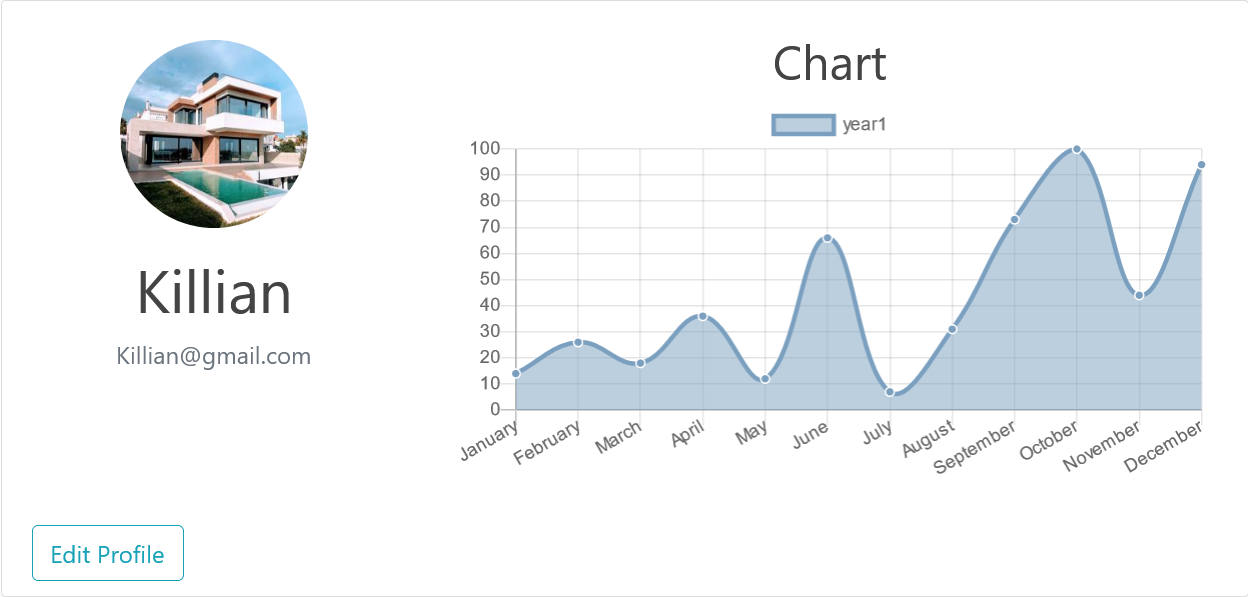 Killian
Killian@gmail.com
Edit Profile
Chart
year1
100
90
80
70
60
50
40
30
20
10
0
January
February
March
April
May
June
July
August
September
October
November
December